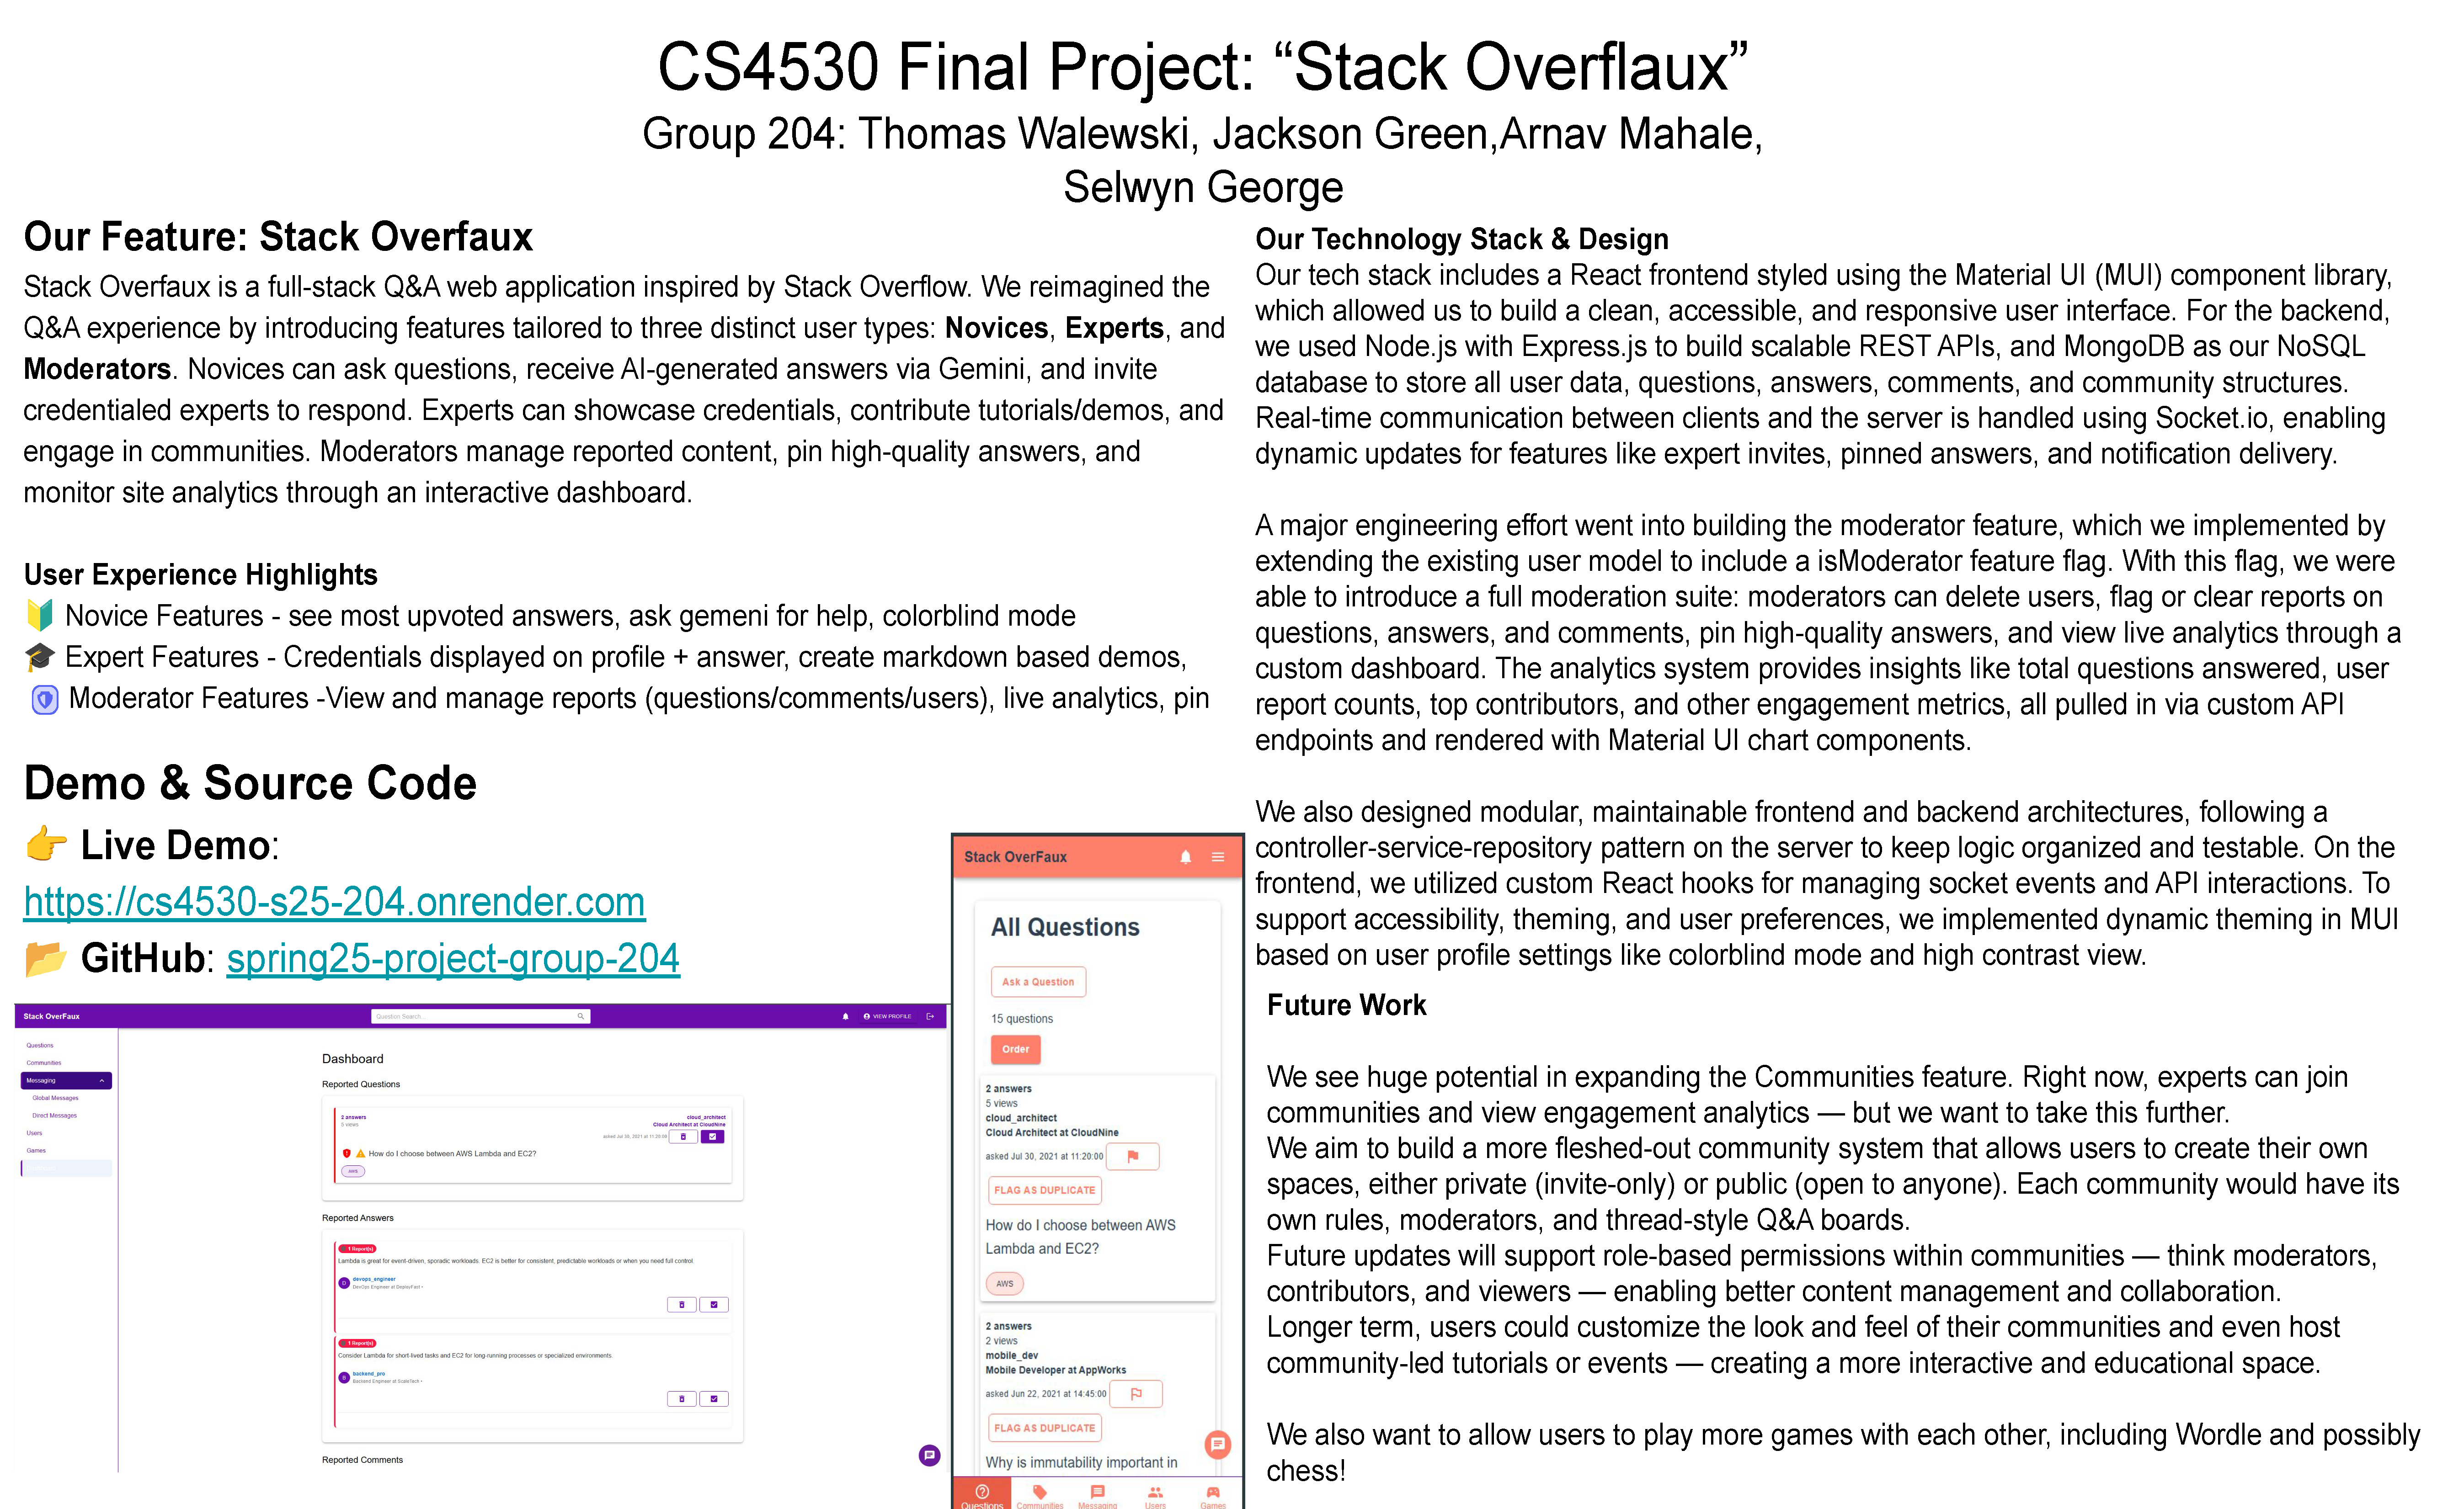 CS4530 Final Project: “Stack Overflaux”
Group 204: Thomas Walewski, Jackson Green,Arnav Mahale,
Selwyn George
Our Feature: Stack Overfaux
Stack Overfaux is a full-stack Q&A web application inspired by Stack Overflow. We reimagined the
Q&A experience by introducing features tailored to three distinct user types: Novices, Experts, and
Moderators. Novices can ask questions, receive AI-generated answers via Gemini, and invite
credentialed experts to respond. Experts can showcase credentials, contribute tutorials/demos, and
engage in communities. Moderators manage reported content, pin high-quality answers, and
monitor site analytics through an interactive dashboard.
User Experience Highlights
🔰 Novice Features - see most upvoted answers, ask gemeni for help, colorblind mode
🎓 Expert Features - Credentials displayed on profile + answer, create markdown based demos,
Moderator Features -View and manage reports (questions/comments/users), live analytics, pin
Demo & Source Code
👉 Live Demo:
https://cs4530-s25-204.onrender.com
📂 GitHub: spring25-project-group-204
Stack OverFaux
Question Search...
VIEW PROFILE
Questions
Communities
Messaging
Global Messages
Direct Messages
Users
Games
Dashboard
Reported Questions
2 answers
5 views
cloud_architect
Cloud Architect at CloudNine
asked Jul 30, 2021 at 11:20:00
How do I choose between AWS Lambda and EC2?
AWS
Reported Answers
1 Report(s)
Lambda is great for event-driven, sporadic workloads. EC2 is better for consistent, predictable workloads or when you need full control.
D
devops_engineer
DevOps Engineer at DeployFast
1 Report(s)
Consider Lambda for short-lived tasks and EC2 for long-running processes or specialized environments.
B
backend_pro
Backend Engineer at ScaleTech
Reported Comments
Stack OverFaux
All Questions
Ask a Question
15 questions
Order
2 answers
5 views
cloud_architect
Cloud Architect at CloudNine
asked Jul 30, 2021 at 11:20:00
FLAG AS DUPLICATE
How do I choose between AWS
Lambda and EC2?
AWS
2 answers
2 views
mobile_dev
Mobile Developer at AppWorks
asked Jun 22, 2021 at 14:45:00
FLAG AS DUPLICATE
Why is immutability important in
Questions
Communities
Messaging
Users
Games
Our Technology Stack & Design
Our tech stack includes a React frontend styled using the Material UI (MUI) component library,
which allowed us to build a clean, accessible, and responsive user interface. For the backend,
we used Node.js with Express.js to build scalable REST APIs, and MongoDB as our NoSQL
database to store all user data, questions, answers, comments, and community structures.
Real-time communication between clients and the server is handled using Socket.io, enabling
dynamic updates for features like expert invites, pinned answers, and notification delivery.
A major engineering effort went into building the moderator feature, which we implemented by
extending the existing user model to include a isModerator feature flag. With this flag, we were
able to introduce a full moderation suite: moderators can delete users, flag or clear reports on
questions, answers, and comments, pin high-quality answers, and view live analytics through a
custom dashboard. The analytics system provides insights like total questions answered, user
report counts, top contributors, and other engagement metrics, all pulled in via custom API
endpoints and rendered with Material UI chart components.
We also designed modular, maintainable frontend and backend architectures, following a
controller-service-repository pattern on the server to keep logic organized and testable. On the
frontend, we utilized custom React hooks for managing socket events and API interactions. To
support accessibility, theming, and user preferences, we implemented dynamic theming in MUI
based on user profile settings like colorblind mode and high contrast view.
Future Work
We see huge potential in expanding the Communities feature. Right now, experts can join
communities and view engagement analytics — but we want to take this further.
We aim to build a more fleshed-out community system that allows users to create their own
spaces, either private (invite-only) or public (open to anyone). Each community would have its
own rules, moderators, and thread-style Q&A boards.
Future updates will support role-based permissions within communities — think moderators,
contributors, and viewers — enabling better content management and collaboration.
Longer term, users could customize the look and feel of their communities and even host
community-led tutorials or events — creating a more interactive and educational space.
We also want to allow users to play more games with each other, including Wordle and possibly
chess!